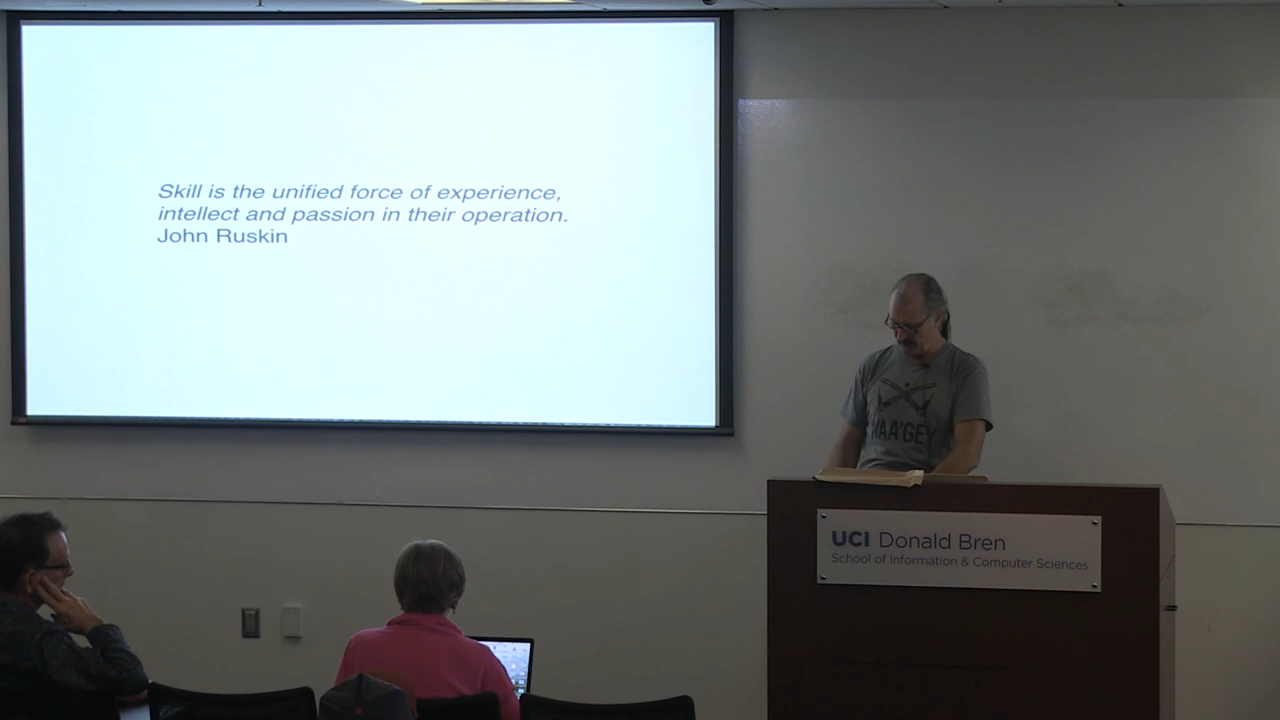 Skill is the unified force of experience,
intellect and passion in their operation.
John Ruskin
NAA'GEY
UCI Donald Bren
School of Information & Computer Sciences